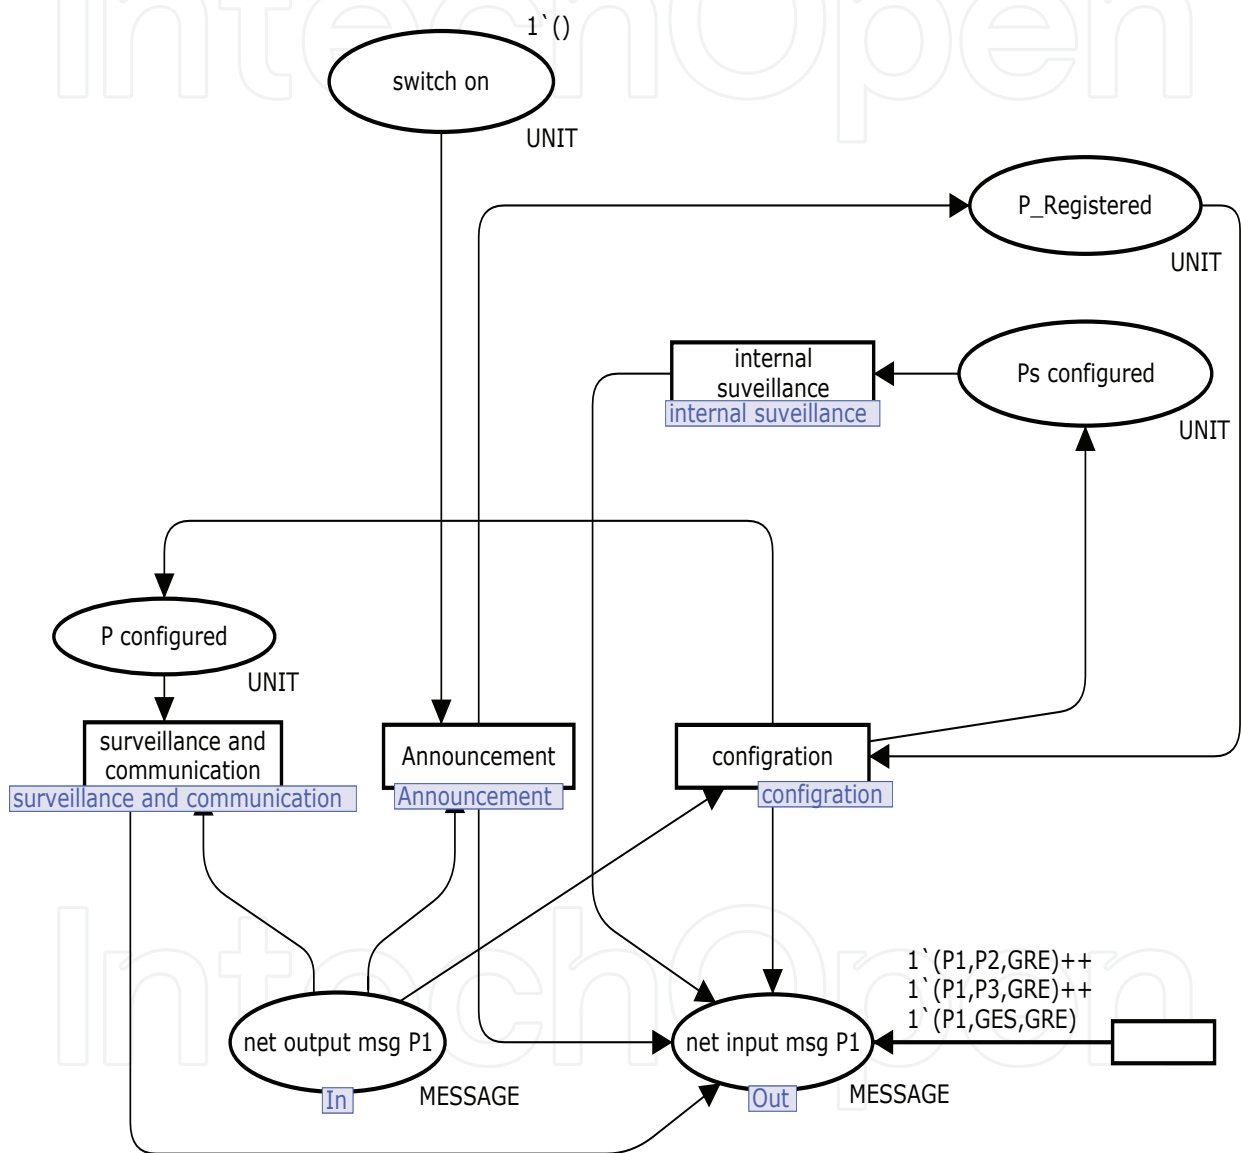 IntechOpen
1`()
switch on
UNIT
P_Registered
UNIT
internal
suveillance
internal suveillance
Ps configured
UNIT
P configured
UNIT
surveillance and
communication
surveillance and communication
Announcement
Announcement
configration
configration
IntechOpen
1`(P1,P2,GRE)++
1`(P1,P3,GRE)++
1`(P1,GES,GRE)
net output msg P1
In
MESSAGE
net input msg P1
Out
MESSAGE